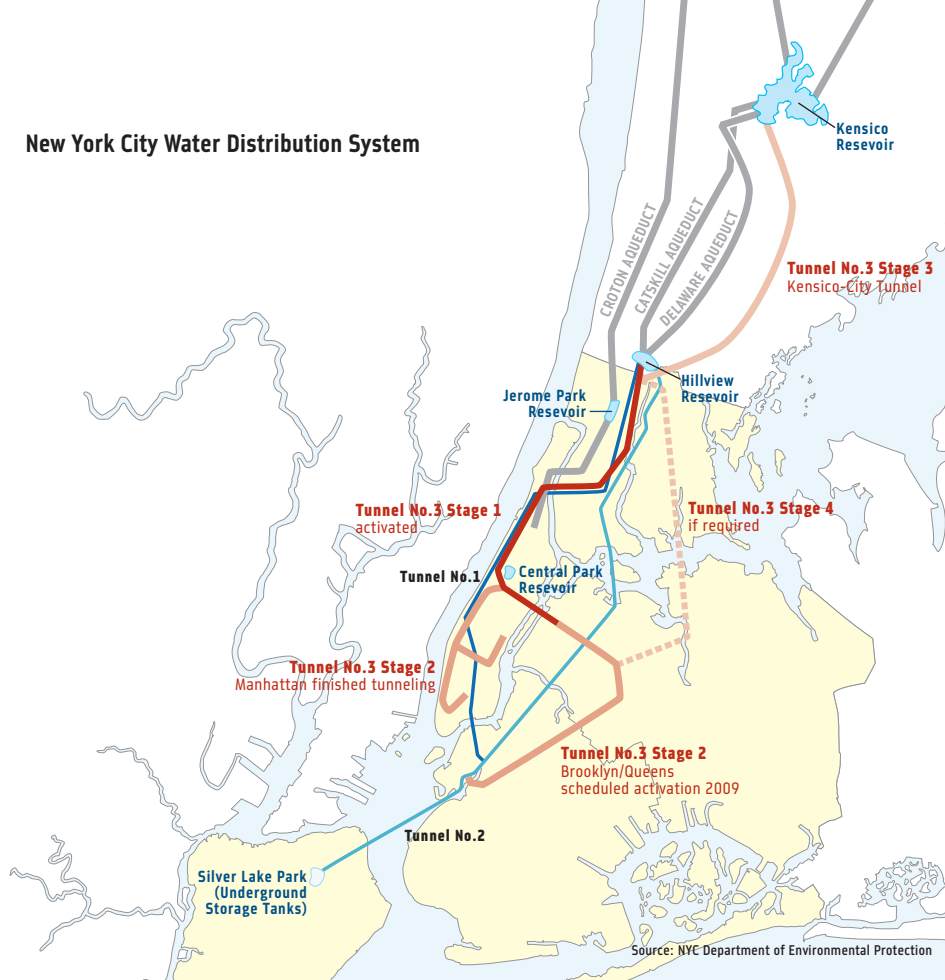 New York City Water Distribution System
Kensico
Resevoir
CROTON AQUEDUCT
CATSKILL AQUEDUCT
DELAWARE AQUEDUCT
Tunnel No.3 Stage 3
Kensico-City Tunnel
Hillview
Resevoir
Jerome Park
Resevoir
Tunnel No.3 Stage 1
activated
Tunnel No.3 Stage 4
if required
Tunnel No.1
Central Park
Resevoir
Tunnel No.3 Stage 2
Manhattan finished tunneling
Tunnel No.3 Stage 2
Brooklyn/Queens
scheduled activation 2009
Tunnel No.2
Silver Lake Park
(Underground
Storage Tanks)
Source: NYC Department of Environmental Protection